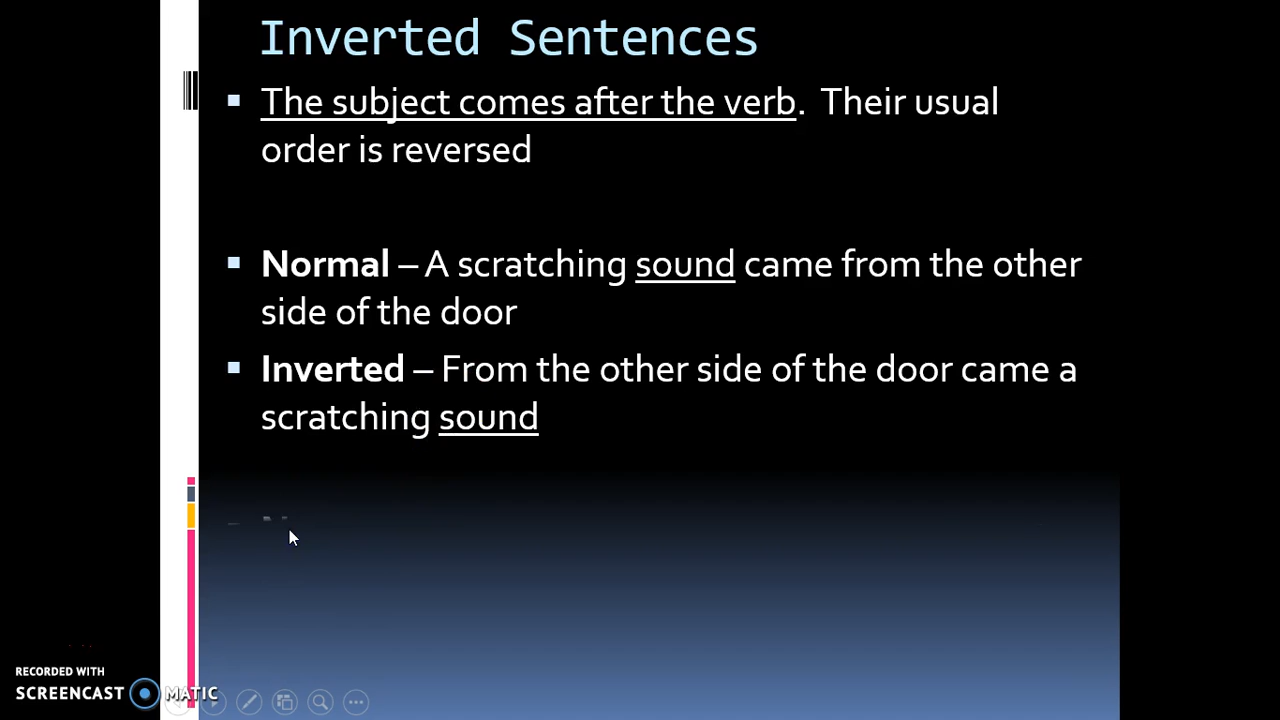 Inverted Sentences
The subject comes after the verb. Their usual
order is reversed
Normal – A scratching sound came from the other
side of the door
Inverted – From the other side of the door came a
scratching sound
RECORDED WITH
SCREENCAST MATIC